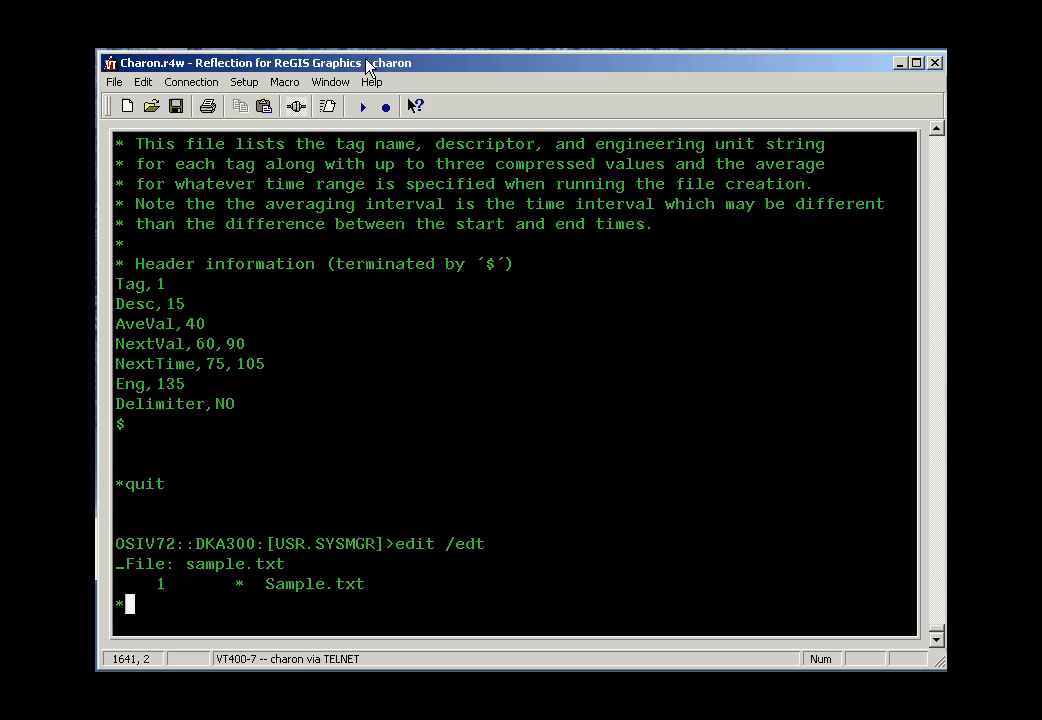 Charon.r4w - Reflection for ReGIS Graphics charon
File Edit Connection Setup Macro Window Help
* This file lists the tag name, descriptor, and engineering unit string
* for each tag along with up to three compressed values and the average
* for whatever time range is specified when running the file creation.
* Note the the averaging interval is the time interval which may be different
* than the difference between the start and end times.
*
* Header information (terminated by ´$´)
Tag,1
Desc,15
AveVal,40
NextVal,60,90
NextTime,75,105
Eng,135
Delimiter,NO
$
*quit
OSIV72::DKA300:[USR.SYSMGR]>edit /edt
_File: sample.txt
1 * Sample.txt
*
1641, 2 VT400-7 -- charon via TELNET Num